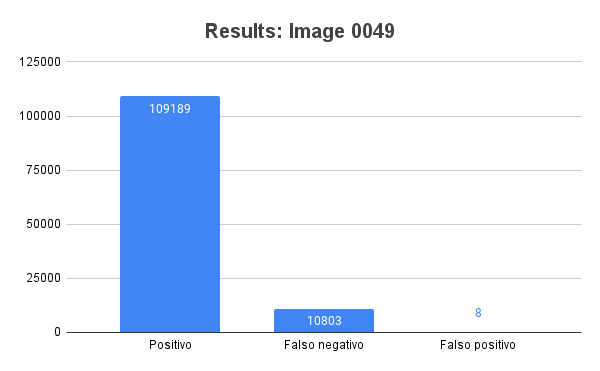 Results: Image 0049
125000
100000
75000
50000
25000
0
109189
10803
8
Positivo
Falso negativo
Falso positivo